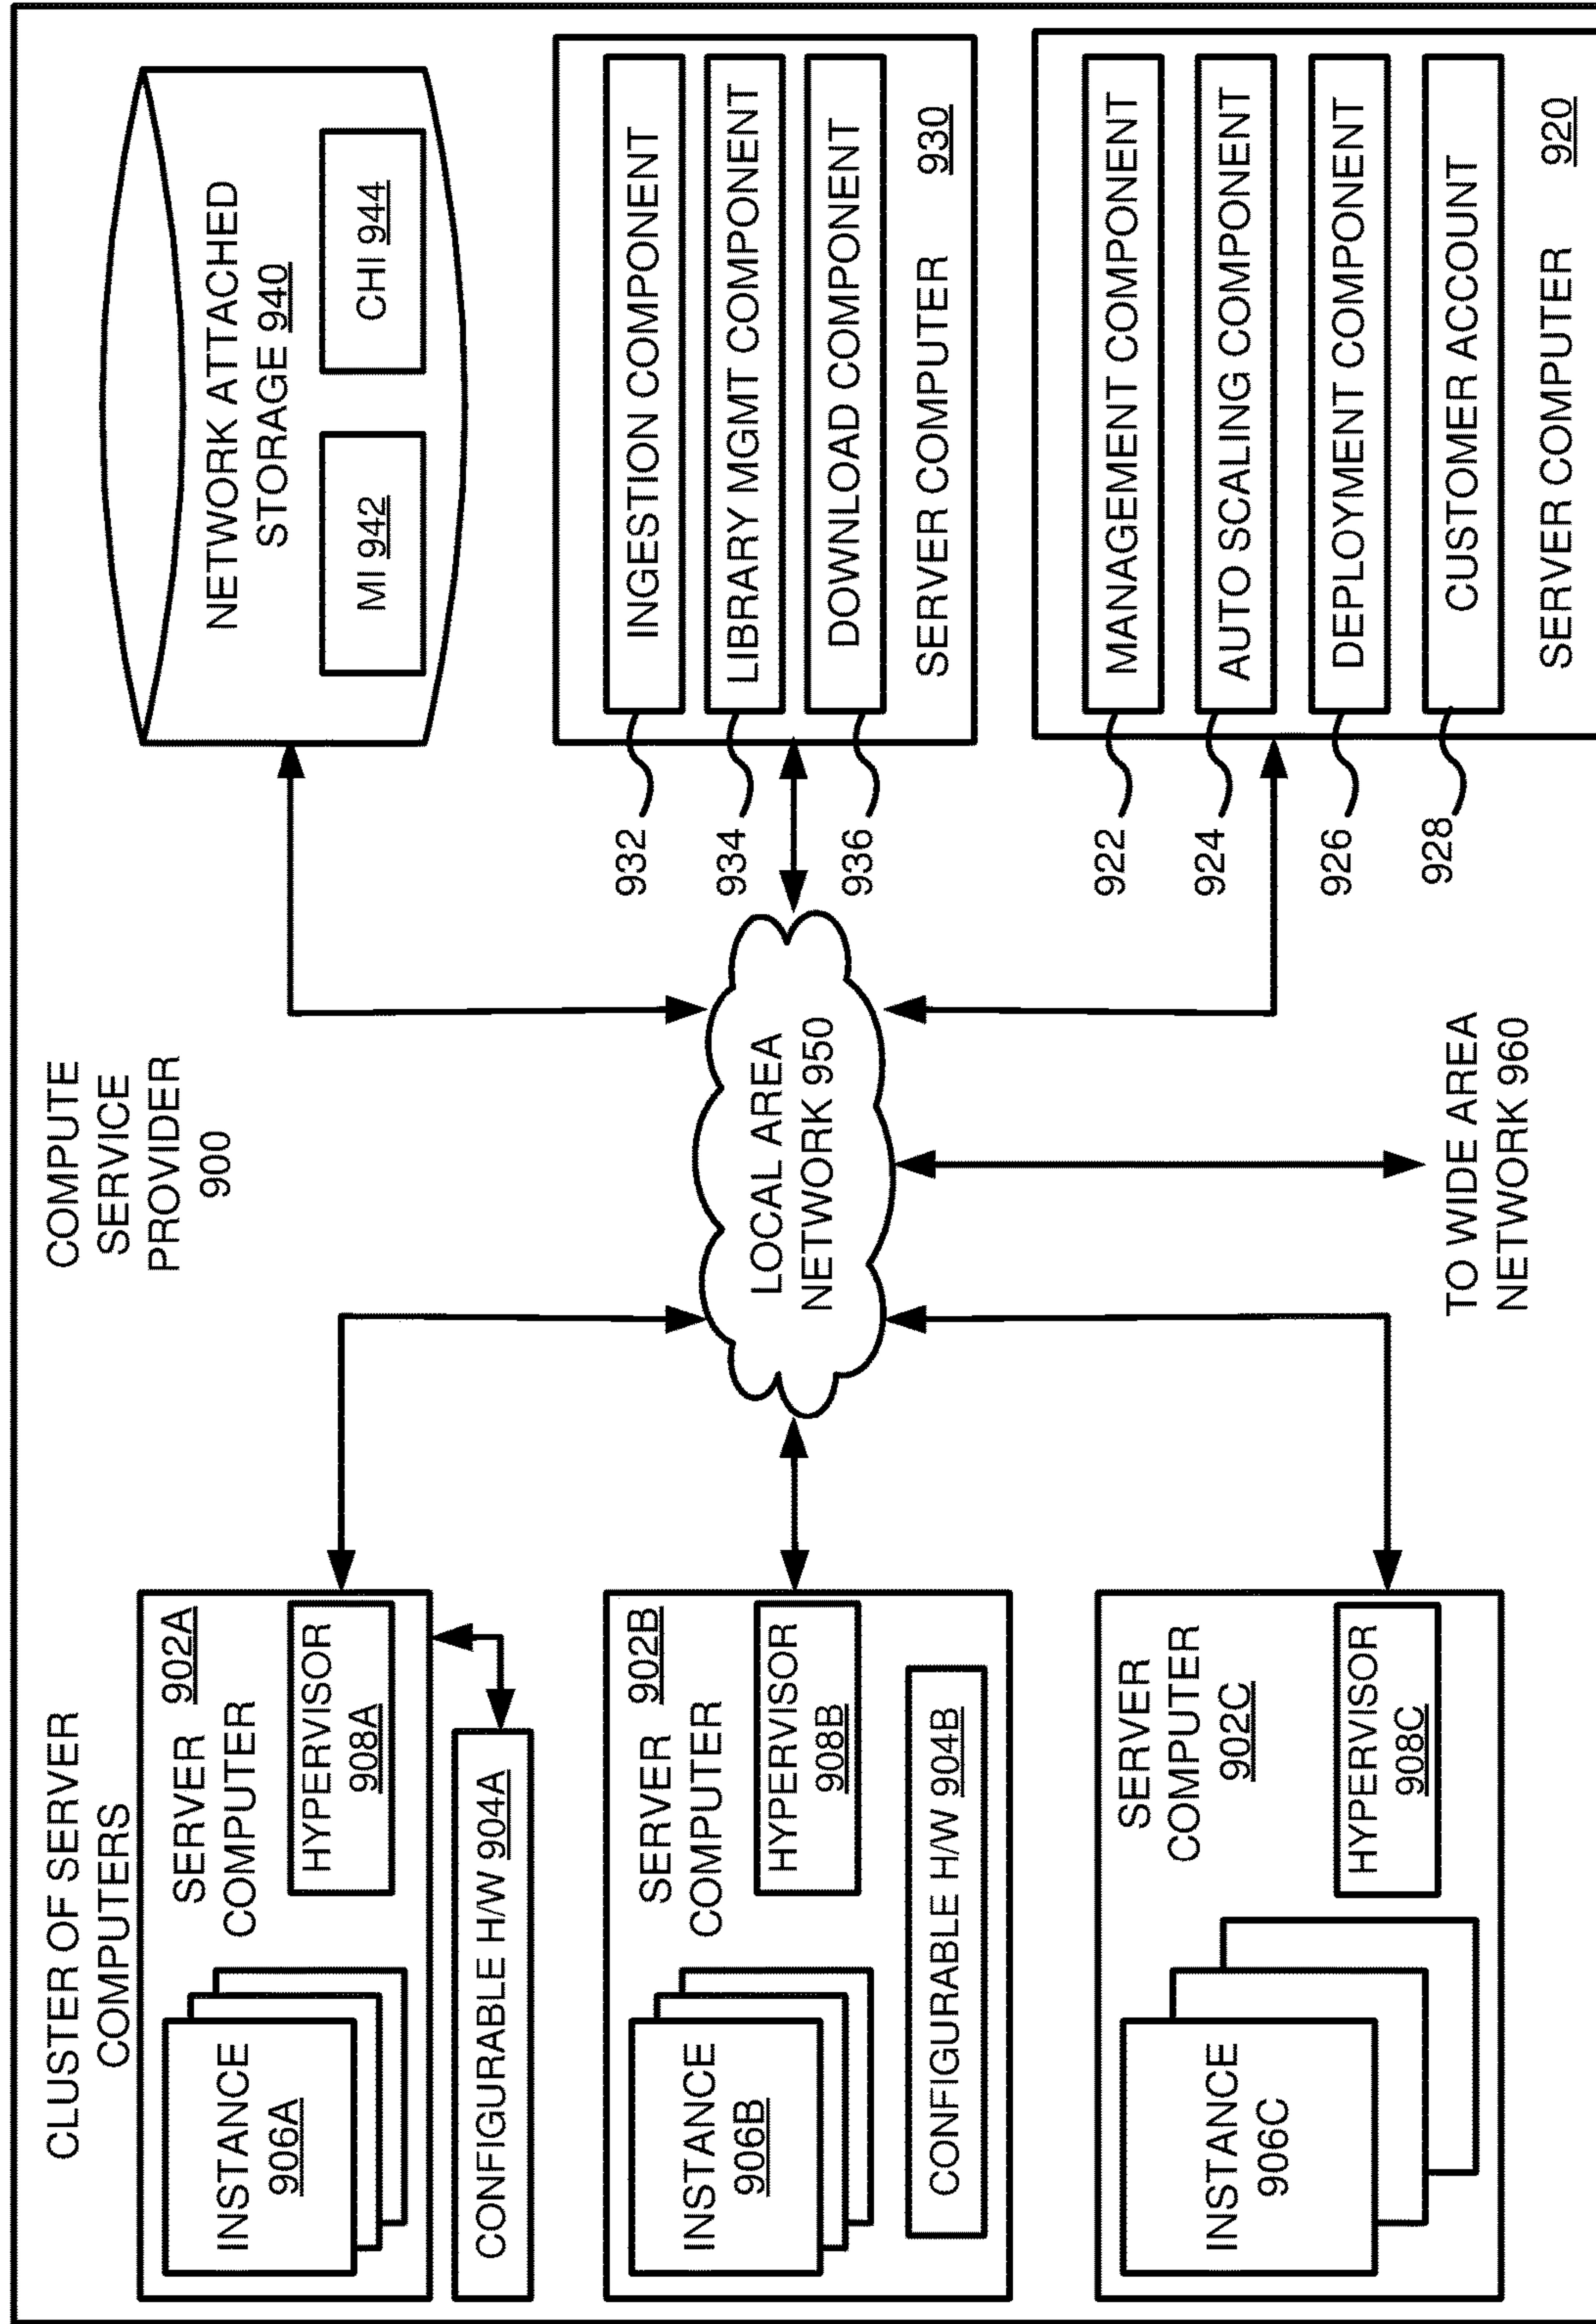 COMPUTE
SERVICE
PROVIDER
900
CLUSTER OF SERVER
COMPUTERS
SERVER 902A
COMPUTER
INSTANCE
906A
HYPERVISOR
908A
CONFIGURABLE H/W 904A
SERVER 902B
COMPUTER
INSTANCE
906B
HYPERVISOR
908B
CONFIGURABLE H/W 904B
SERVER
COMPUTER
902C
INSTANCE
906C
HYPERVISOR
908C
LOCAL AREA
NETWORK 950
TO WIDE AREA
NETWORK 960
NETWORK ATTACHED
STORAGE 940
MI 942
CHI 944
932
INGESTION COMPONENT
934
LIBRARY MGMT COMPONENT
936
DOWNLOAD COMPONENT
SERVER COMPUTER 930
922
MANAGEMENT COMPONENT
924
AUTO SCALING COMPONENT
926
DEPLOYMENT COMPONENT
928
CUSTOMER ACCOUNT
SERVER COMPUTER 920